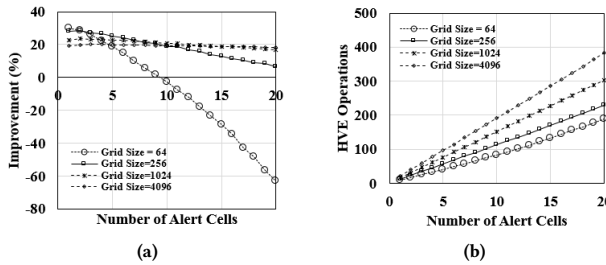 40
20
0
-20
-40
-60
-80
0 5 10 15 20
Improvement (%)
Grid Size = 64
Grid Size=256
Grid Size=1024
Grid Size=4096
Number of Alert Cells
(a)
500
400
300
200
100
0
0 5 10 15 20
HVE Operations
Grid Size = 64
Grid Size=256
Grid Size=1024
Grid Size=4096
Number of Alert Cells
(b)